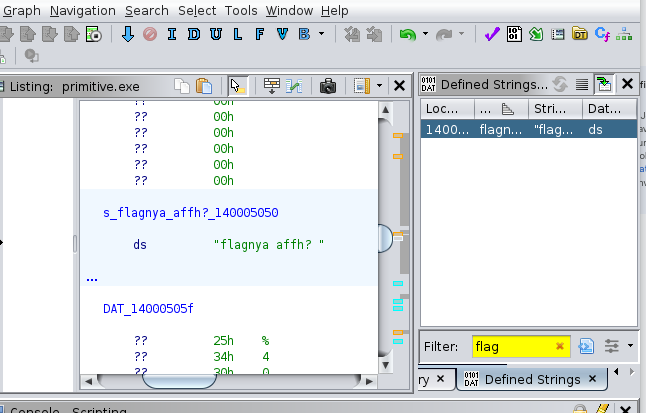 Graph Navigation Search Select Tools Window Help
I D U L F V B
Listing: primitive.exe
?? 00h
?? 00h
?? 00h
?? 00h
?? 00h
?? 00h
s_flagnya_affh?_140005050
ds "flagnya affh? "
...
DAT_14000505f
?? 25h %
?? 34h 4
?? 30h 0
Defined Strings...
Loc... ... Stri... Dat...
1400... flagn... "flag... ds
Filter: flag
ry Defined Strings
Console - Scripting